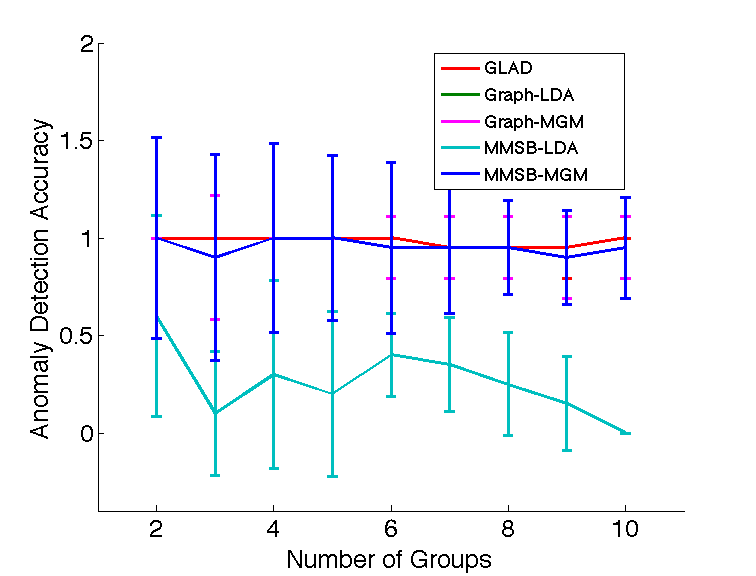 2
1.5
1
0.5
0
Anomaly Detection Accuracy
GLAD
Graph-LDA
Graph-MGM
MMSB-LDA
MMSB-MGM
2 4 6 8 10
Number of Groups